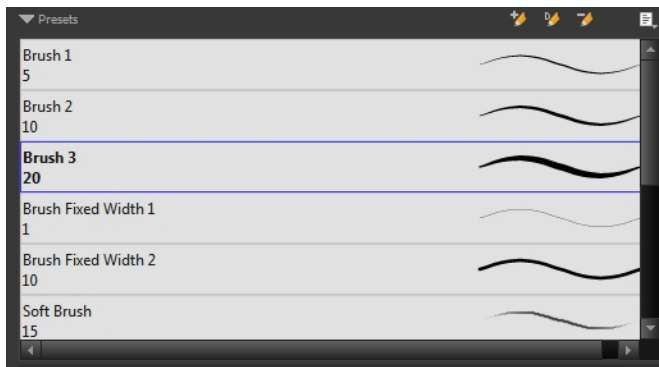 Presets
Brush 1
5
Brush 2
10
Brush 3
20
Brush Fixed Width 1
1
Brush Fixed Width 2
10
Soft Brush
15